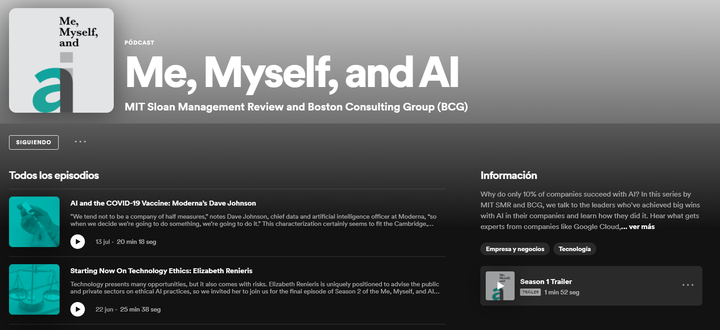 Me,
Myself,
and
ai
PÓDCAST
Me, Myself, and AI
MIT Sloan Management Review and Boston Consulting Group (BCG)
SIGUIENDO
Todos los episodios
AI and the COVID-19 Vaccine: Moderna's Dave Johnson
"We tend not to be a company of half measures," notes Dave Johnson, chief data and artificial intelligence officer at Moderna, "so
when we decide we're going to do something, we're going to do it." This characterization certainly seems to fit the Cambridge,...
13 jul · 20 min 18 seg
Starting Now On Technology Ethics: Elizabeth Renieris
Technology presents many opportunities, but it also comes with risks. Elizabeth Renieris is uniquely positioned to advise the public
and private sectors on ethical AI practices, so we invited her to join us for the final episode of Season 2 of the Me, Myself, and AI...
22 jun · 25 min 38 seg
Información
Why do only 10% of companies succeed with AI? In this series by
MIT SMR and BCG, we talk to the leaders who've achieved big wins
with AI in their companies and learn how they did it. Hear what gets
experts from companies like Google Cloud,... ver más
Empresa y negocios
Tecnología
Season 1 Trailer
TRÁILER 1 min 52 seg